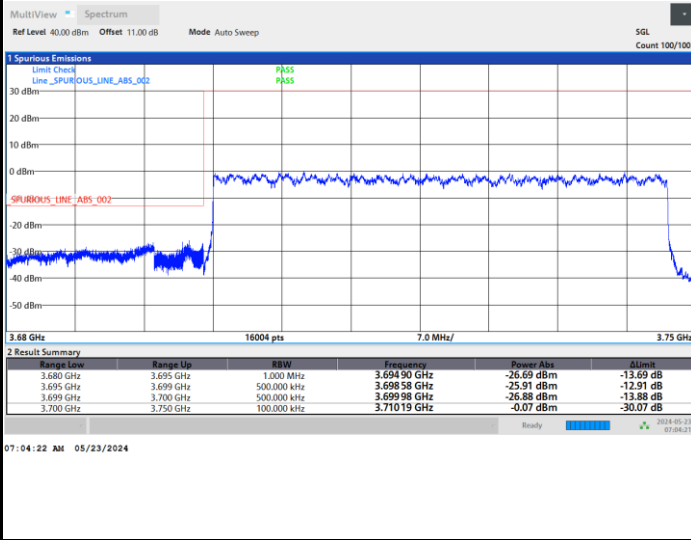 MultiView Spectrum
Ref Level 40.00 dBm Offset 11.00 dB Mode Auto Sweep SGL
Count 100/100
1 Spurious Emissions
Limit Check PASS
Line _SPURIOUS_LINE_ABS_002 PASS
30 dBm
20 dBm
10 dBm
0 dBm
_SPURIOUS_LINE_ABS_002
-20 dBm
-30 dBm
-40 dBm
-50 dBm
3.68 GHz 16004 pts 7.0 MHz/ 3.75 GHz
2 Result Summary
Range Low Range Up RBW Frequency Power Abs ΔLimit
3.680 GHz 3.695 GHz 1.000 MHz 3.694 90 GHz -26.69 dBm -13.69 dB
3.695 GHz 3.699 GHz 500.000 kHz 3.698 58 GHz -25.91 dBm -12.91 dB
3.699 GHz 3.700 GHz 500.000 kHz 3.699 98 GHz -26.88 dBm -13.88 dB
3.700 GHz 3.750 GHz 100.000 kHz 3.710 19 GHz -0.07 dBm -30.07 dB
Ready 2024-05-23
07:04:21
07:04:22 AM 05/23/2024